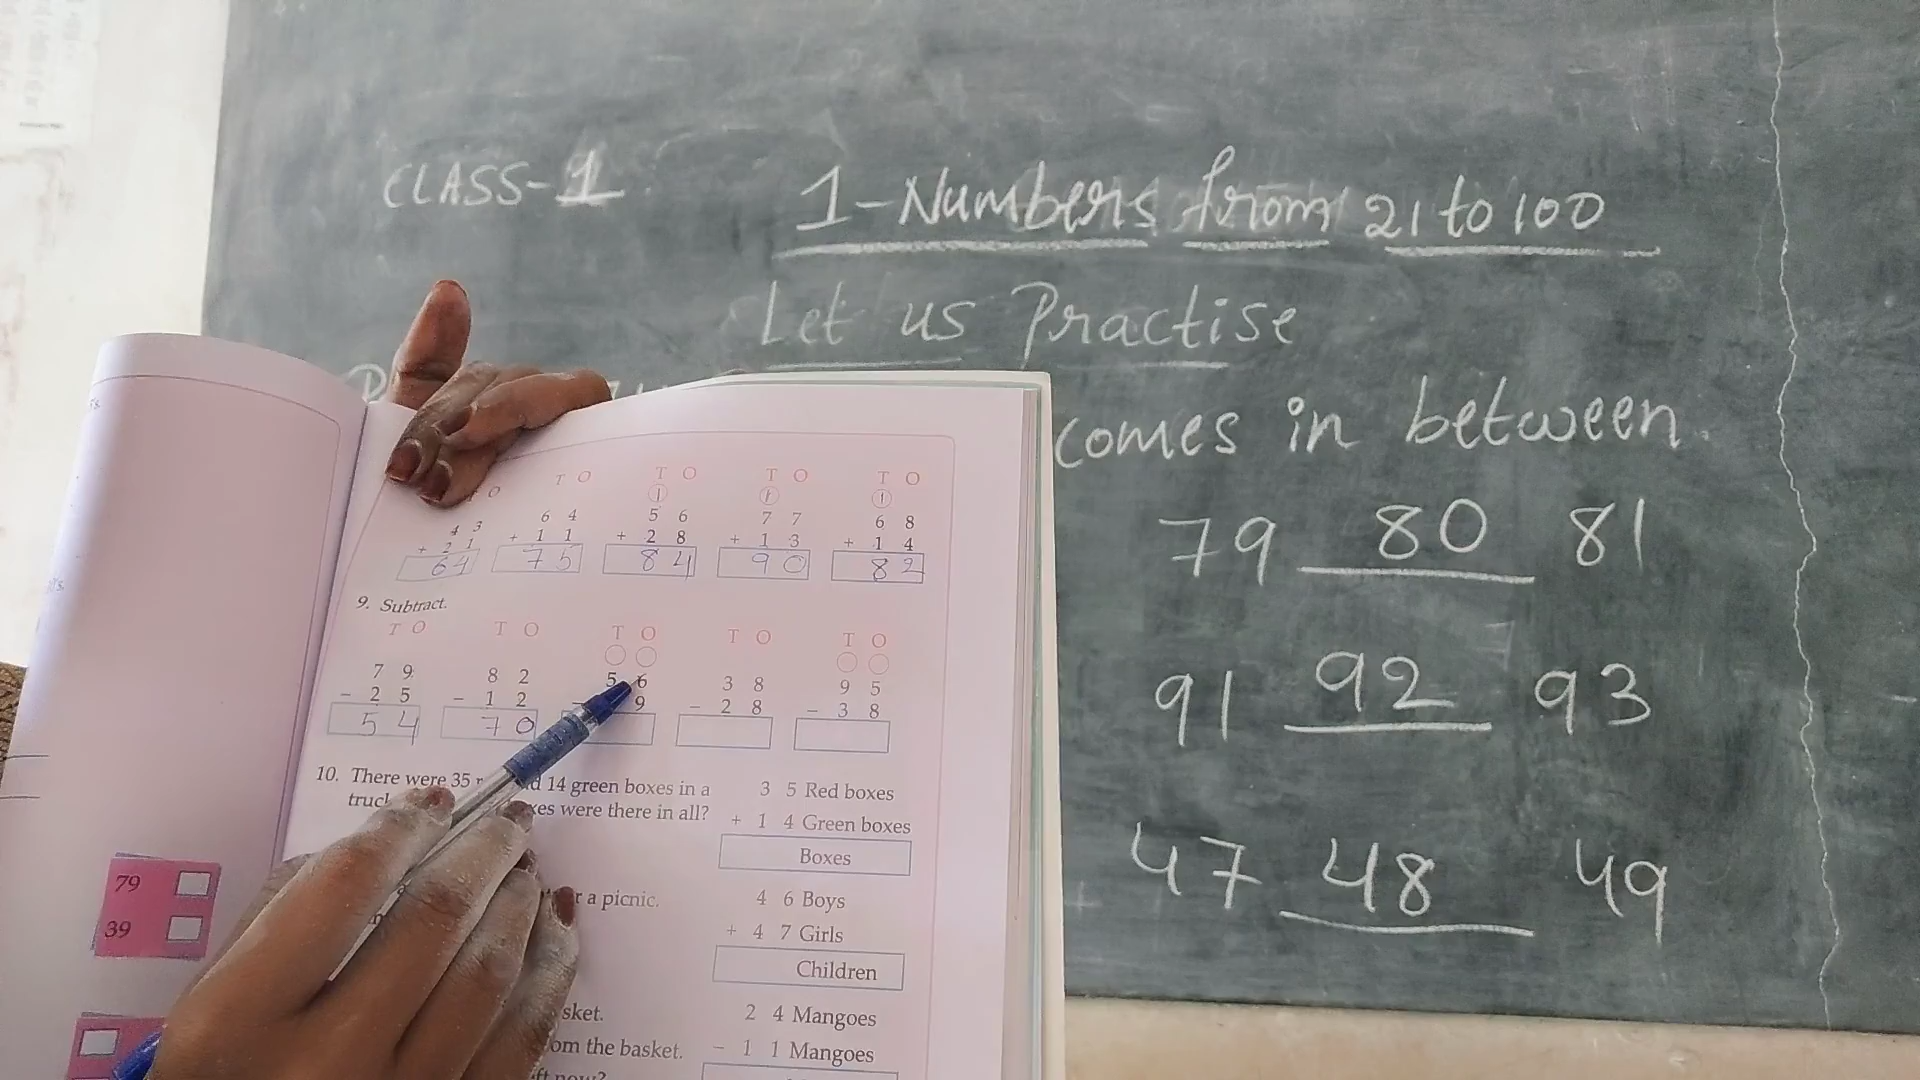 CLASS-1
1-Numbers from 21 to 100
Let us Practise
comes in between
79 80 81
91 92 93
47 48 49
O T O T O T O T O
1 1 1
4 3 6 4 5 6 7 7 6 8
+ 2 1 + 1 1 + 2 8 + 1 3 + 1 4
64 75 84 90 82
9. Subtract.
T O T O T O T O T O
7 9 8 2 5 6 3 8 9 5
− 2 5 − 1 2 9 − 2 8 − 3 8
54 70
10. There were 35 14 green boxes in a
truck were there in all?
3 5 Red boxes
+ 1 4 Green boxes
Boxes
r a picnic.
4 6 Boys
+ 4 7 Girls
Children
sket.
om the basket.
2 4 Mangoes
− 1 1 Mangoes
79
39